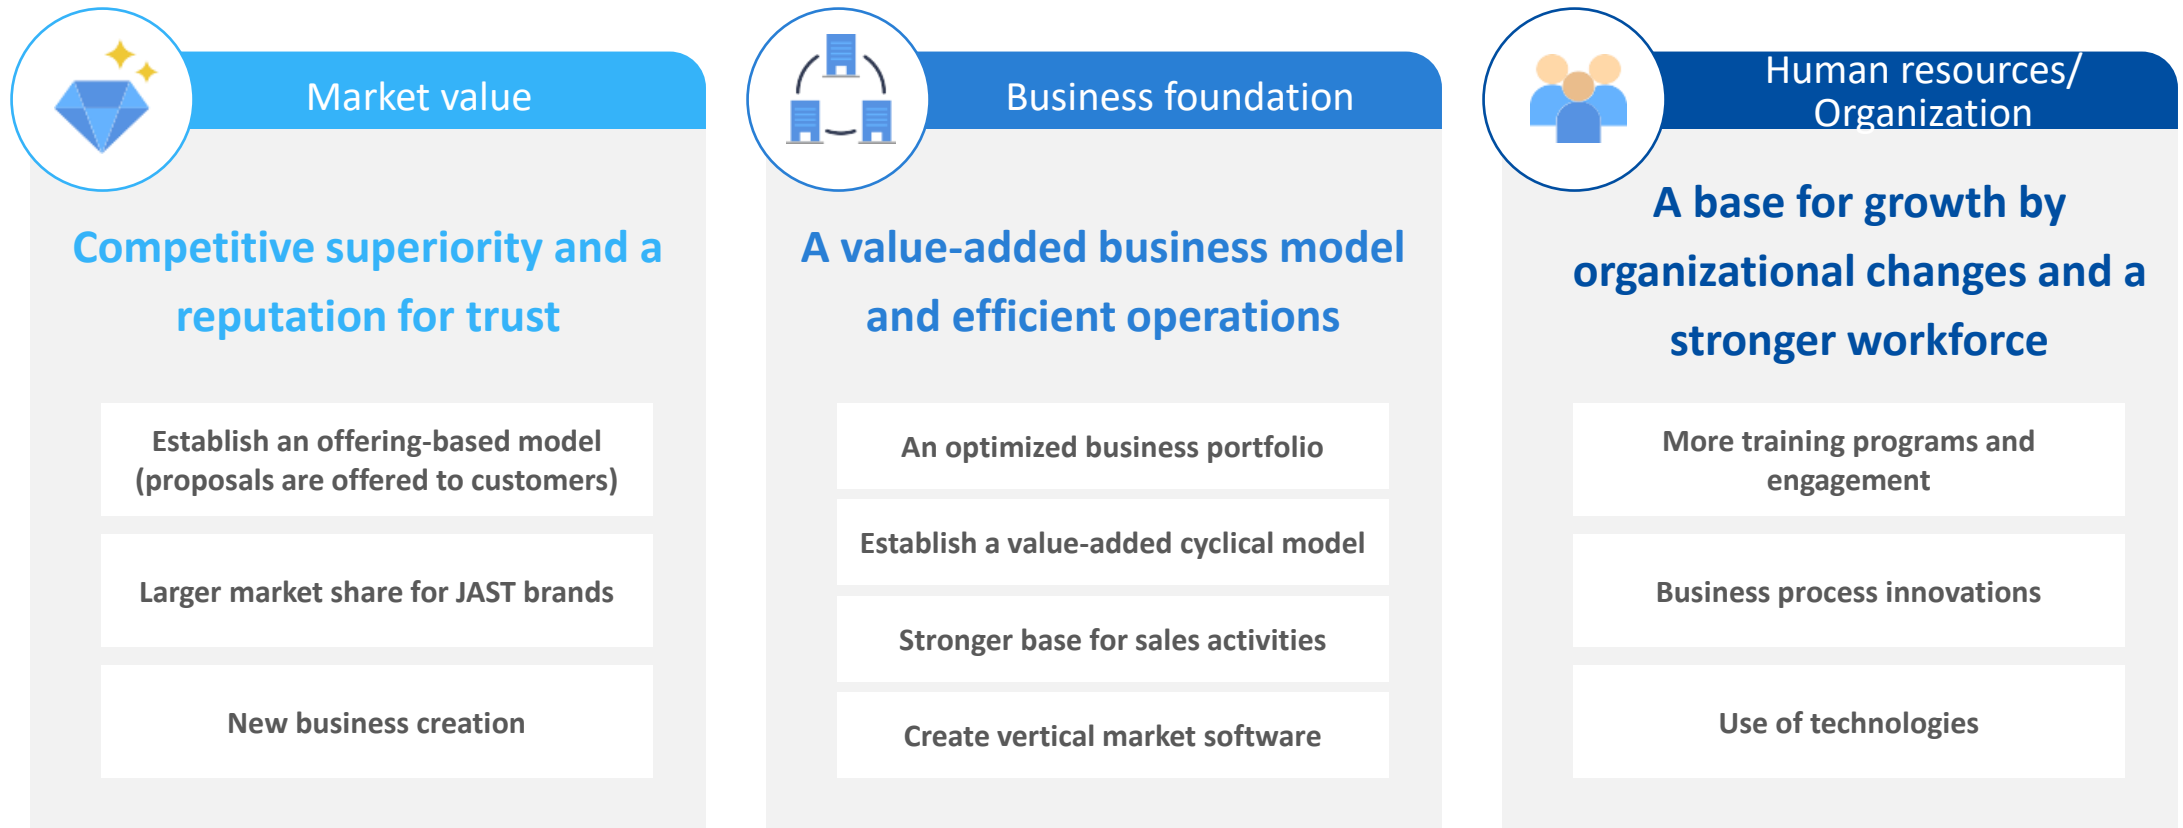 Market value
Competitive superiority and a
reputation for trust
Establish an offering-based model
(proposals are offered to customers)
Larger market share for JAST brands
New business creation
Business foundation
A value-added business model
and efficient operations
An optimized business portfolio
Establish a value-added cyclical model
Stronger base for sales activities
Create vertical market software
Human resources/
Organization
A base for growth by
organizational changes and a
stronger workforce
More training programs and
engagement
Business process innovations
Use of technologies